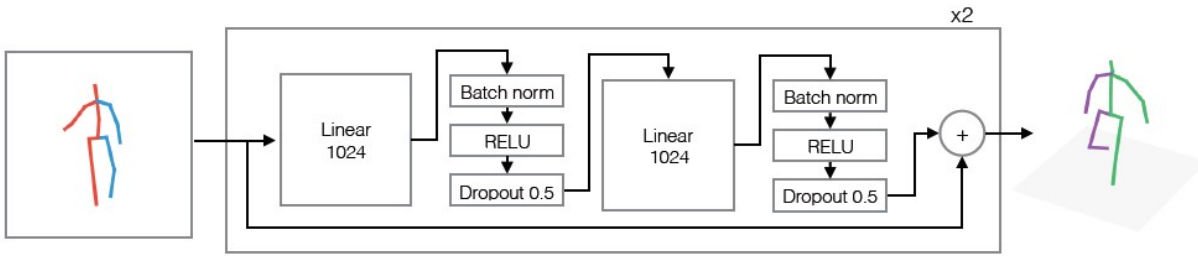 x2
Linear
1024
Batch norm
RELU
Dropout 0.5
Linear
1024
Batch norm
RELU
Dropout 0.5
+